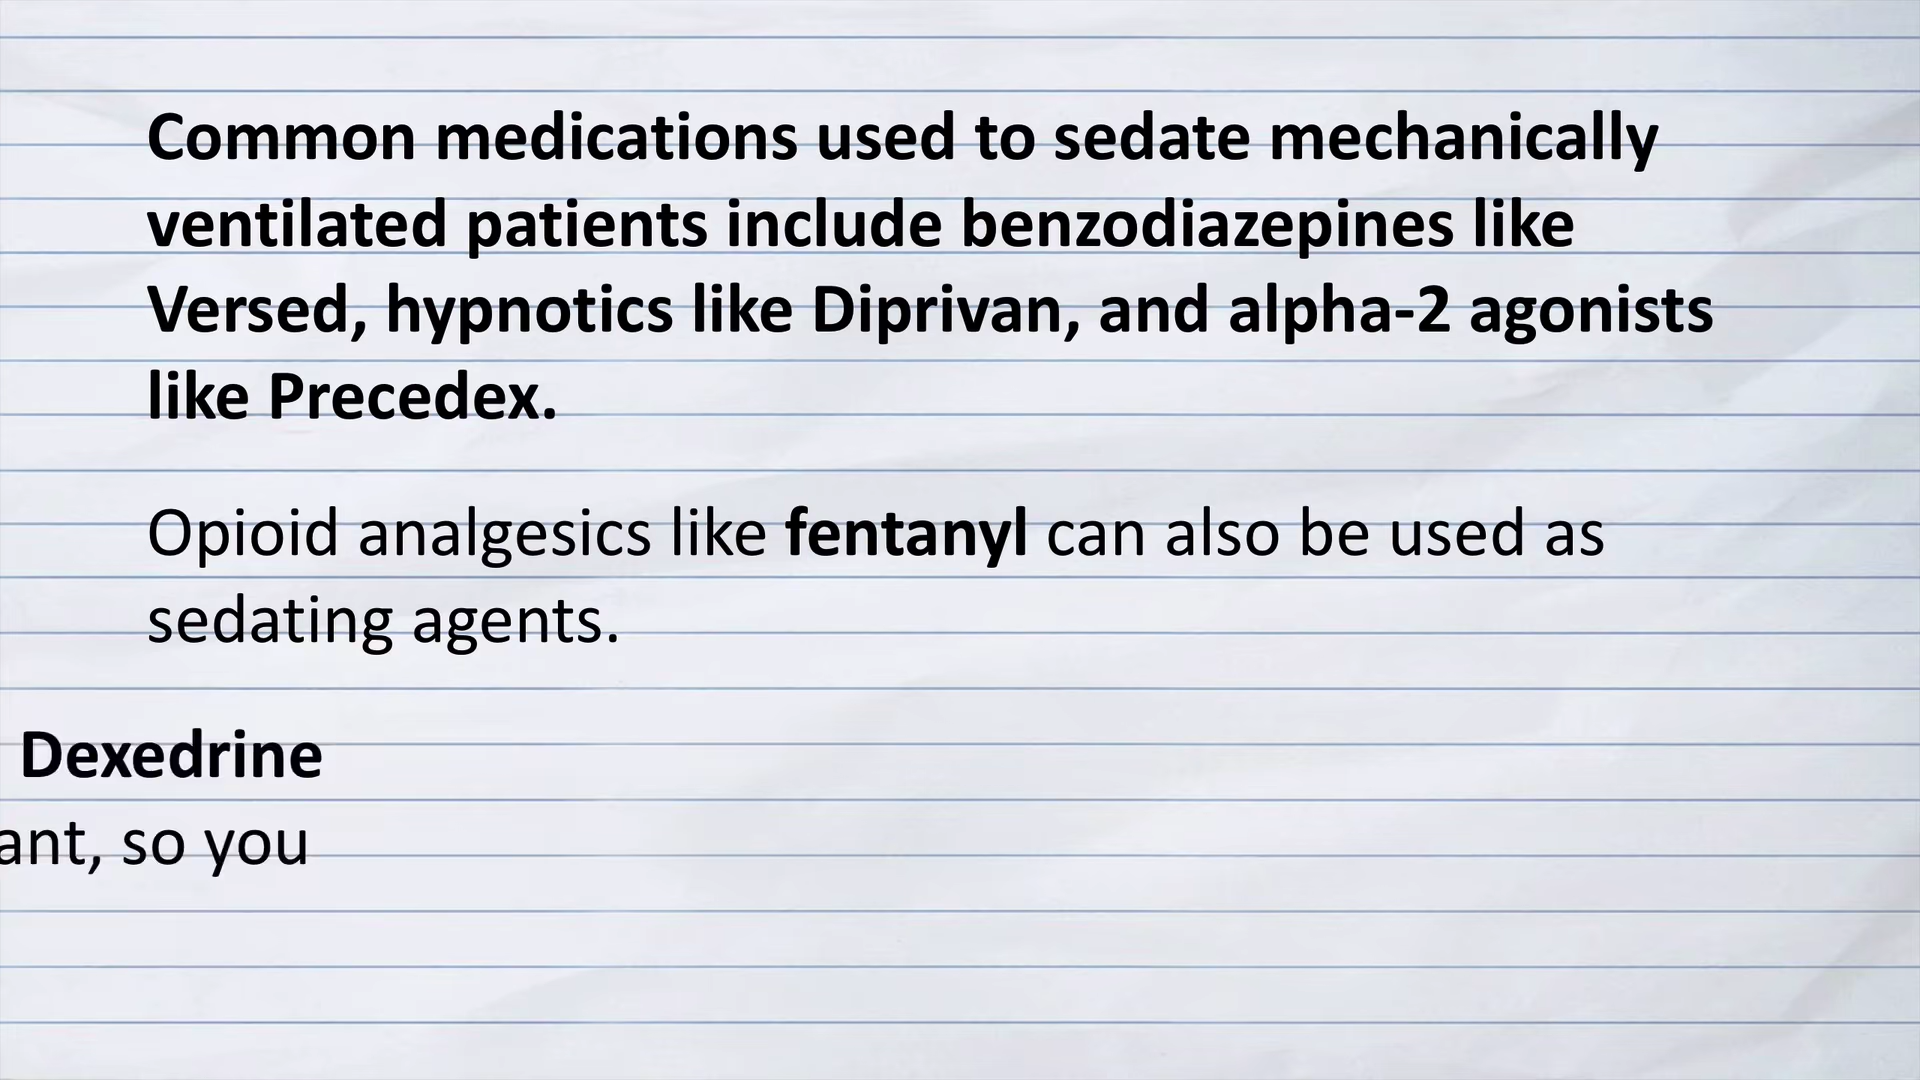 Common medications used to sedate mechanically
ventilated patients include benzodiazepines like
Versed, hypnotics like Diprivan, and alpha-2 agonists
like Precedex.
Opioid analgesics like fentanyl can also be used as
sedating agents.
Dexedrine
ant, so you